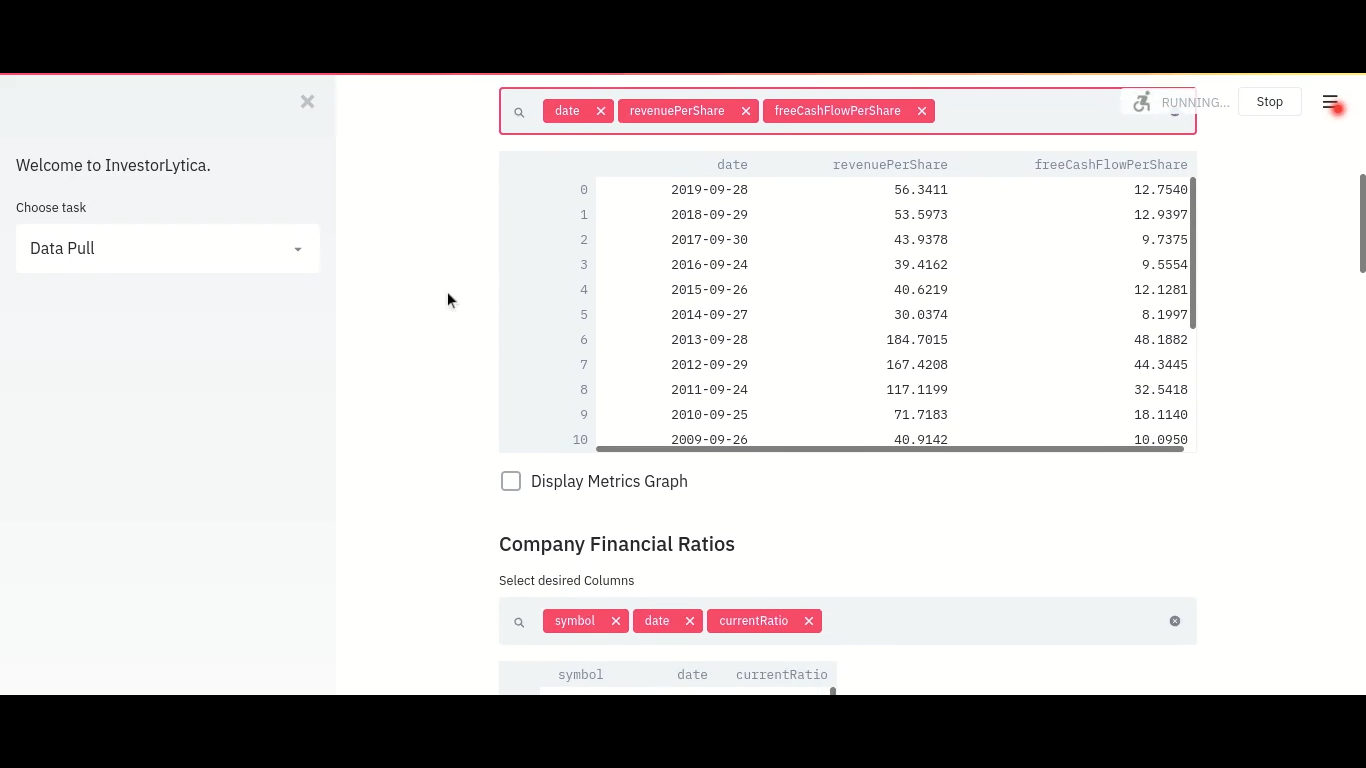 Welcome to InvestorLytica.
Choose task
Data Pull
date revenuePerShare freeCashFlowPerShare
RUNNING... Stop
date revenuePerShare freeCashFlowPerShare
0 2019-09-28 56.3411 12.7540
1 2018-09-29 53.5973 12.9397
2 2017-09-30 43.9378 9.7375
3 2016-09-24 39.4162 9.5554
4 2015-09-26 40.6219 12.1281
5 2014-09-27 30.0374 8.1997
6 2013-09-28 184.7015 48.1882
7 2012-09-29 167.4208 44.3445
8 2011-09-24 117.1199 32.5418
9 2010-09-25 71.7183 18.1140
10 2009-09-26 40.9142 10.0950
Display Metrics Graph
Company Financial Ratios
Select desired Columns
symbol date currentRatio
symbol date currentRatio